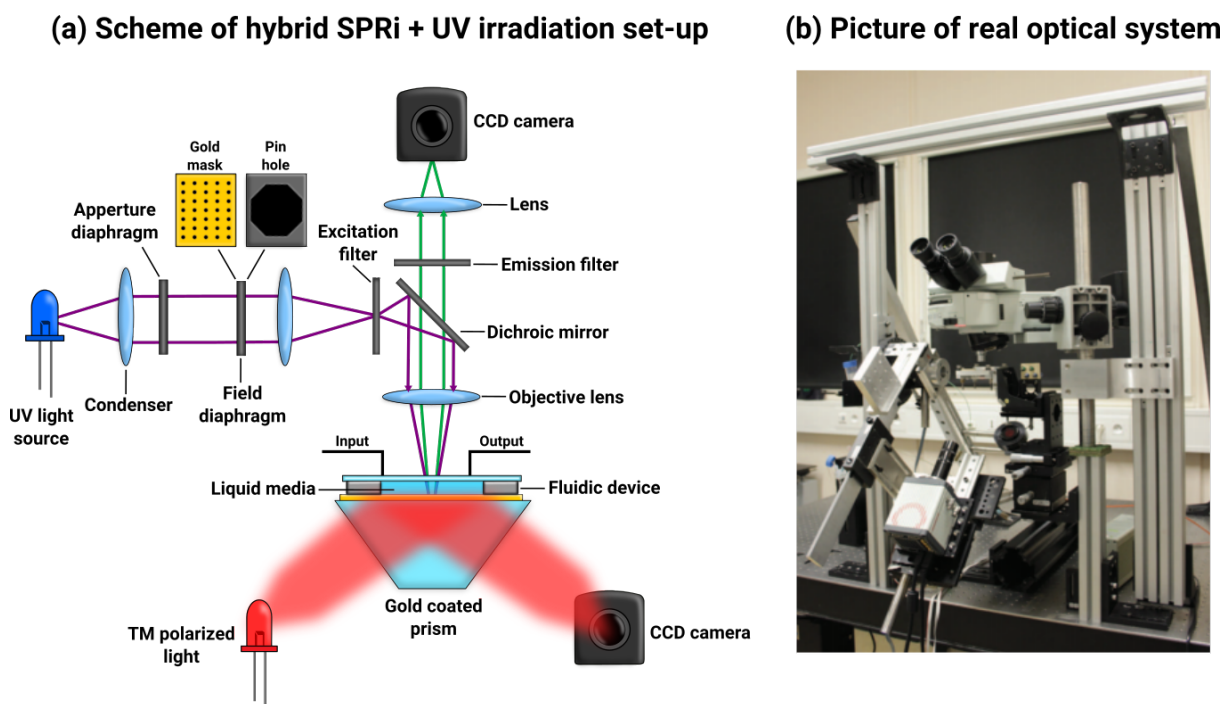 (a) Scheme of hybrid SPRi + UV irradiation set-up
(b) Picture of real optical system
CCD camera
Gold
mask
Pin
hole
Lens
Apperture
diaphragm
Excitation
filter
Emission filter
Dichroic mirror
UV light
source
Condenser
Field
diaphragm
Objective lens
Input
Output
Liquid media
Fluidic device
Gold coated
prism
TM polarized
light
CCD camera